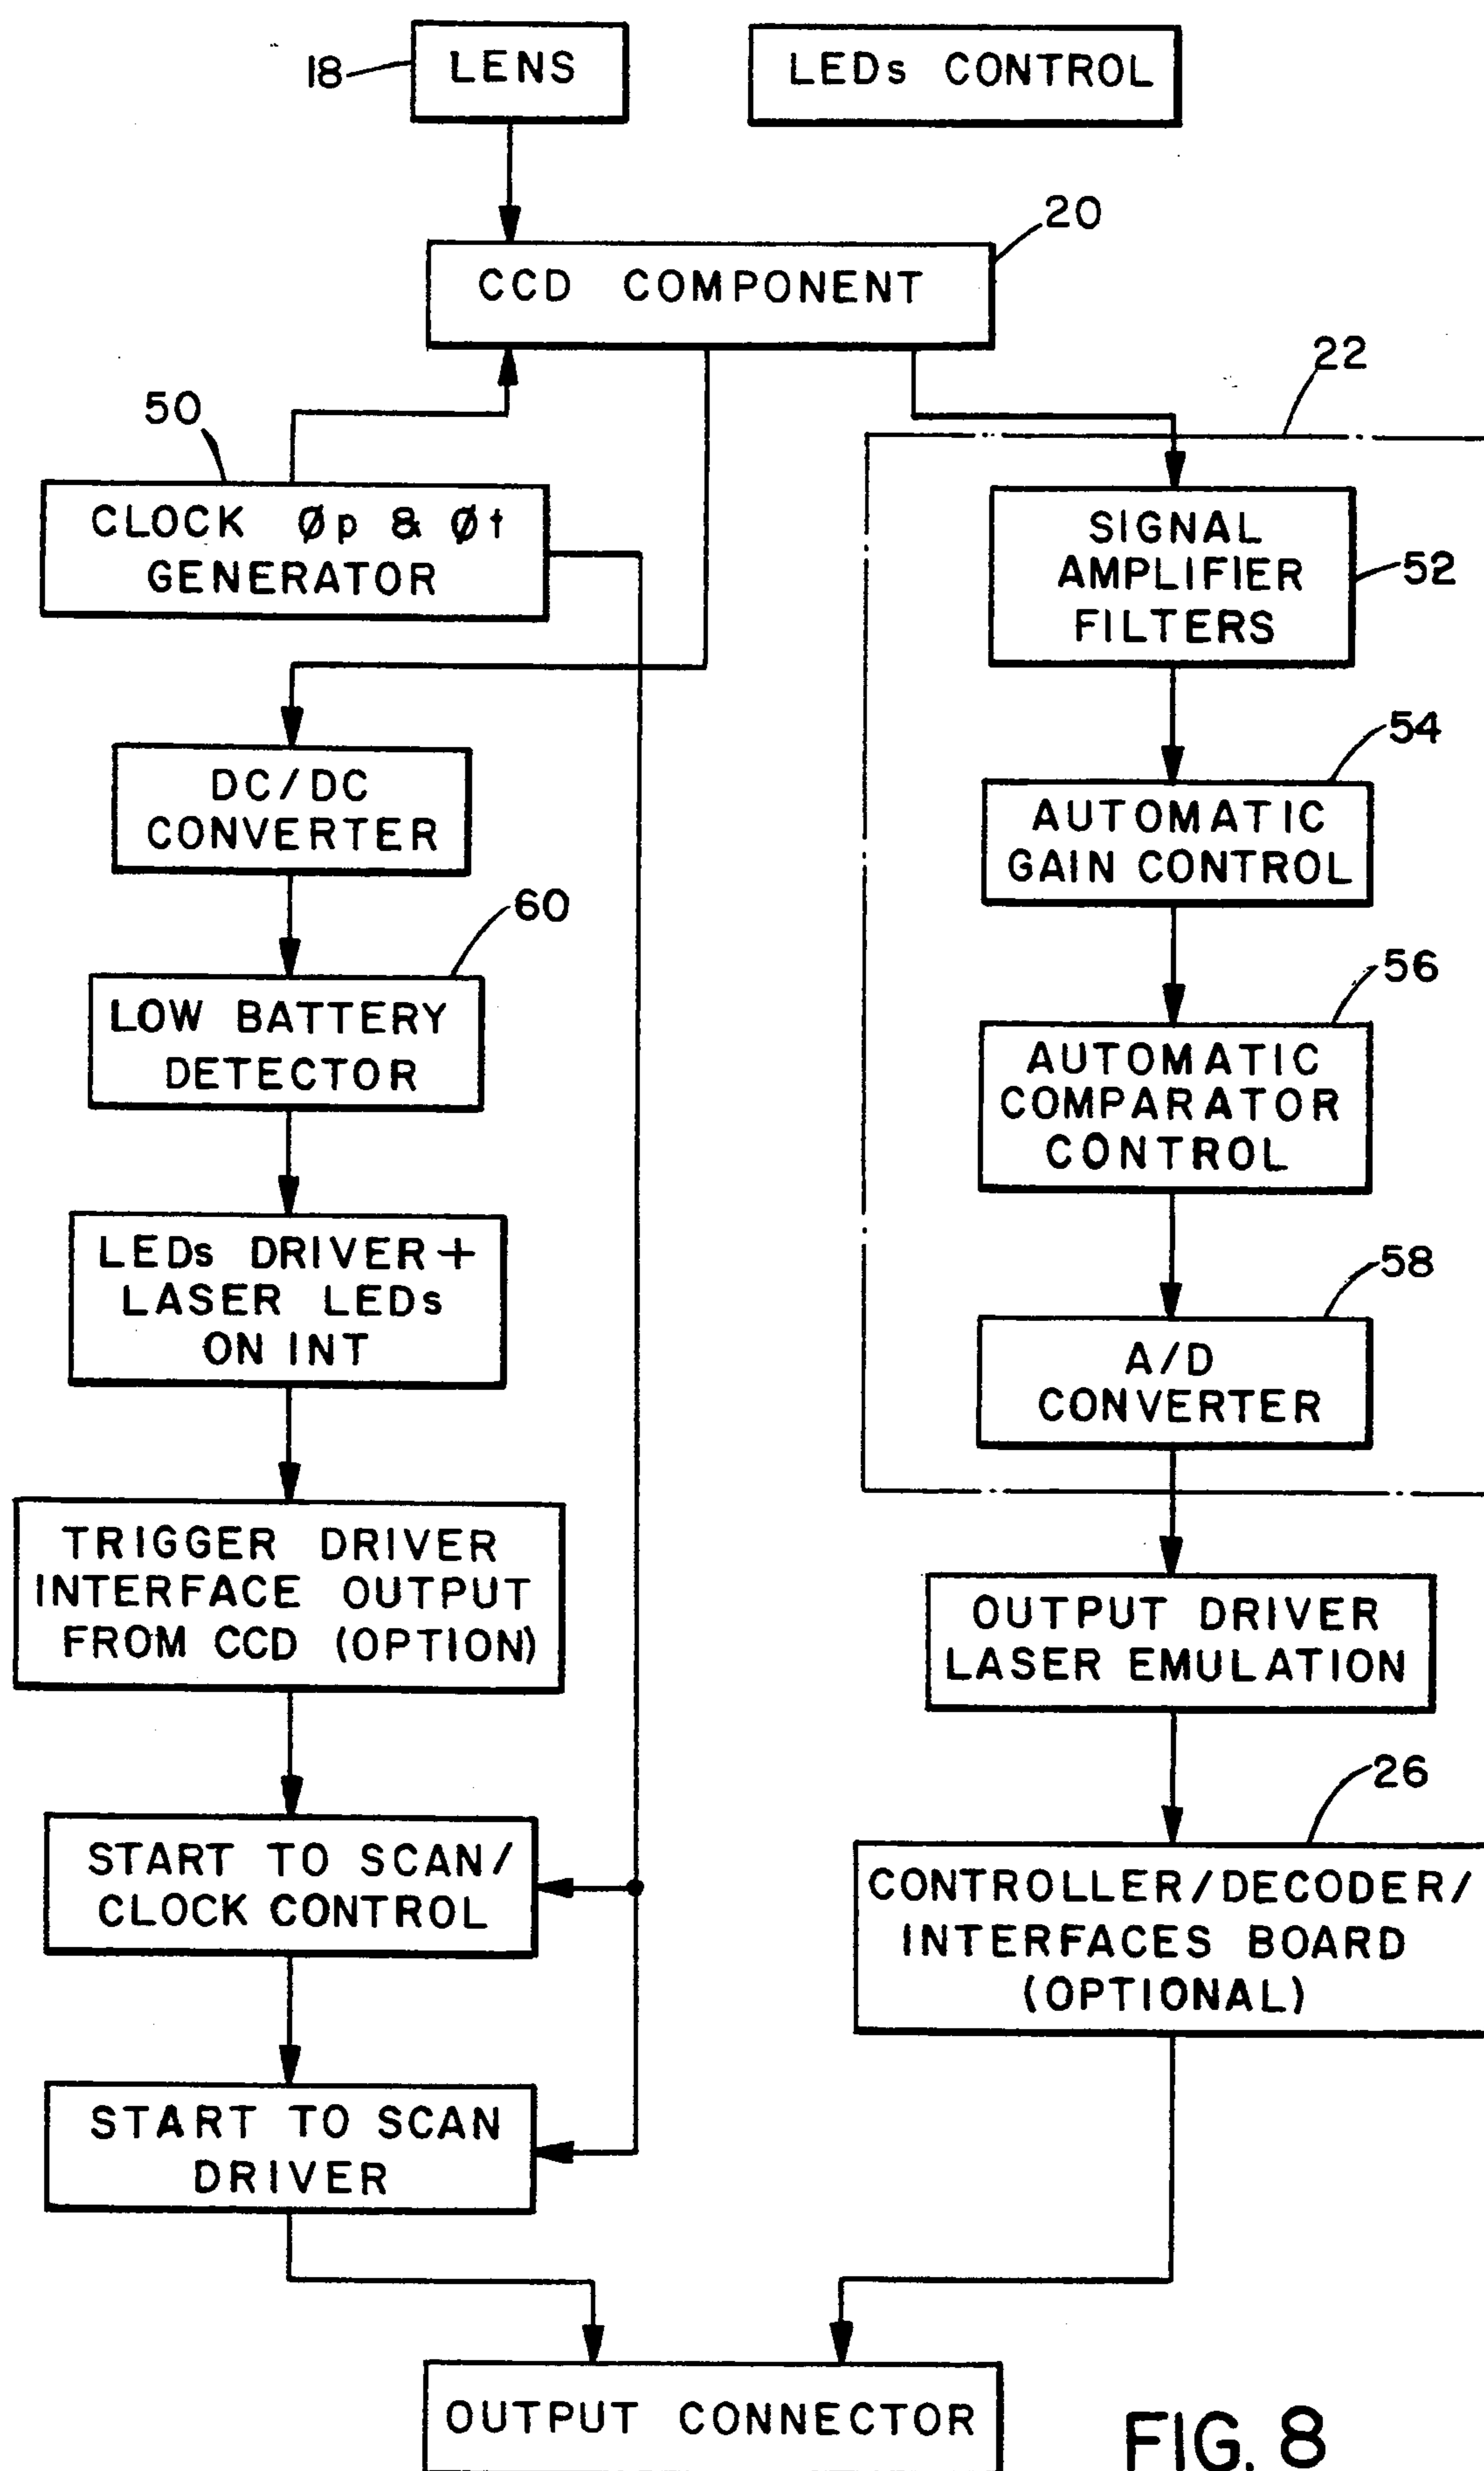 18
LENS
LEDs CONTROL
20
CCD COMPONENT
22
50
CLOCK Øp & Øt
GENERATOR
SIGNAL
AMPLIFIER
FILTERS
52
DC/DC
CONVERTER
54
AUTOMATIC
GAIN CONTROL
60
LOW BATTERY
DETECTOR
56
AUTOMATIC
COMPARATOR
CONTROL
LEDs DRIVER +
LASER LEDs
ON INT
58
A/D
CONVERTER
TRIGGER DRIVER
INTERFACE OUTPUT
FROM CCD (OPTION)
OUTPUT DRIVER
LASER EMULATION
START TO SCAN/
CLOCK CONTROL
26
CONTROLLER/DECODER/
INTERFACES BOARD
(OPTIONAL)
START TO SCAN
DRIVER
OUTPUT CONNECTOR
FIG. 8